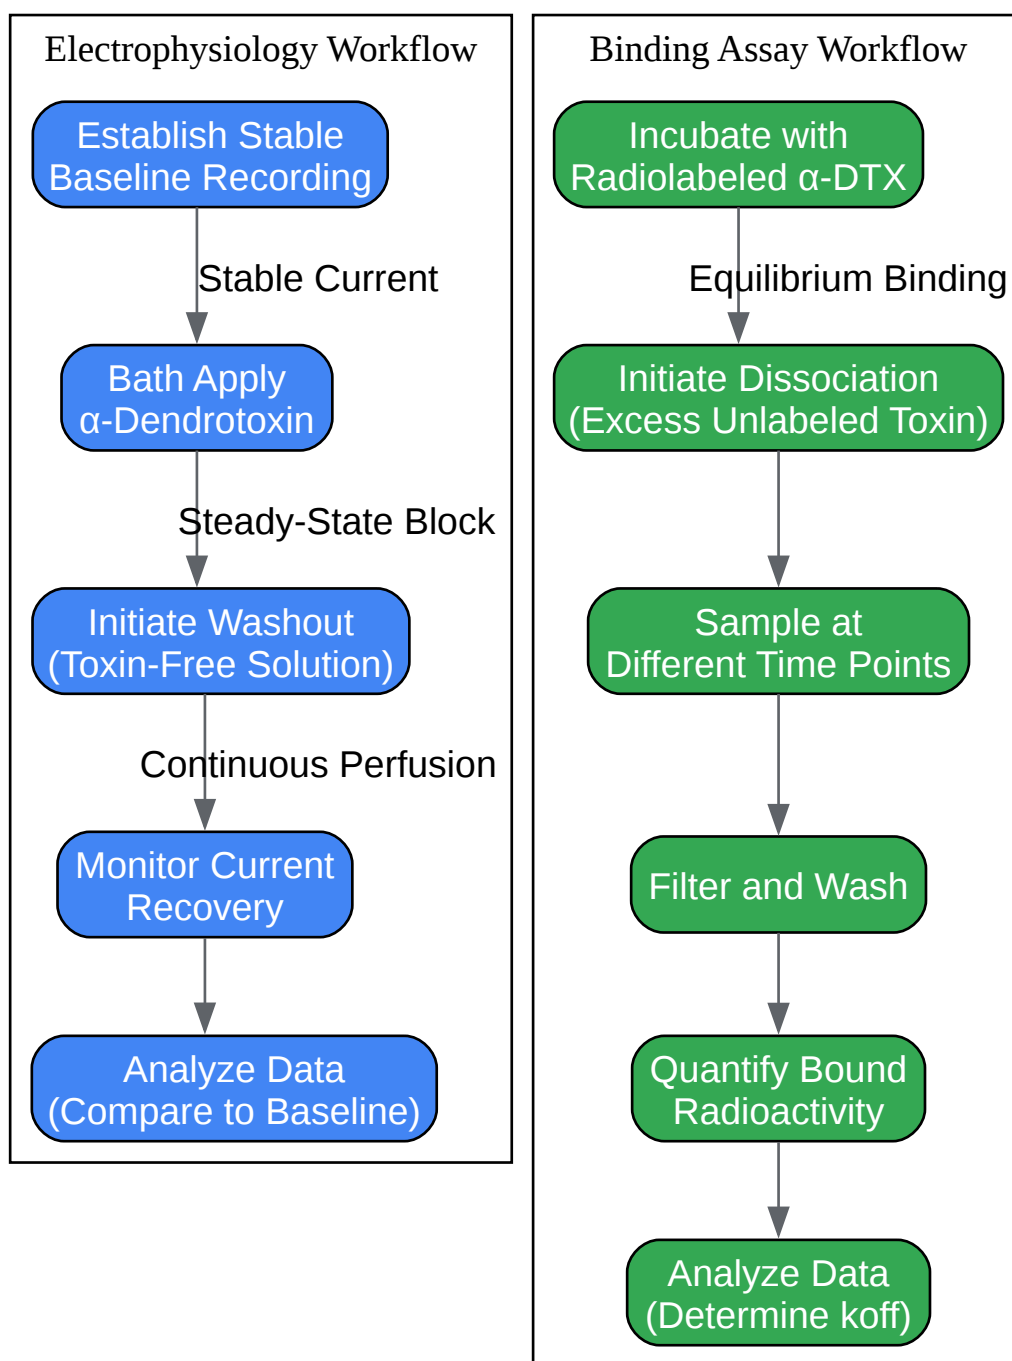 Electrophysiology Workflow
Establish Stable
Baseline Recording
Stable Current
Bath Apply
α-Dendrotoxin
Steady-State Block
Initiate Washout
(Toxin-Free Solution)
Continuous Perfusion
Monitor Current
Recovery
Analyze Data
(Compare to Baseline)
Binding Assay Workflow
Incubate with
Radiolabeled α-DTX
Equilibrium Binding
Initiate Dissociation
(Excess Unlabeled Toxin)
Sample at
Different Time Points
Filter and Wash
Quantify Bound
Radioactivity
Analyze Data
(Determine koff)